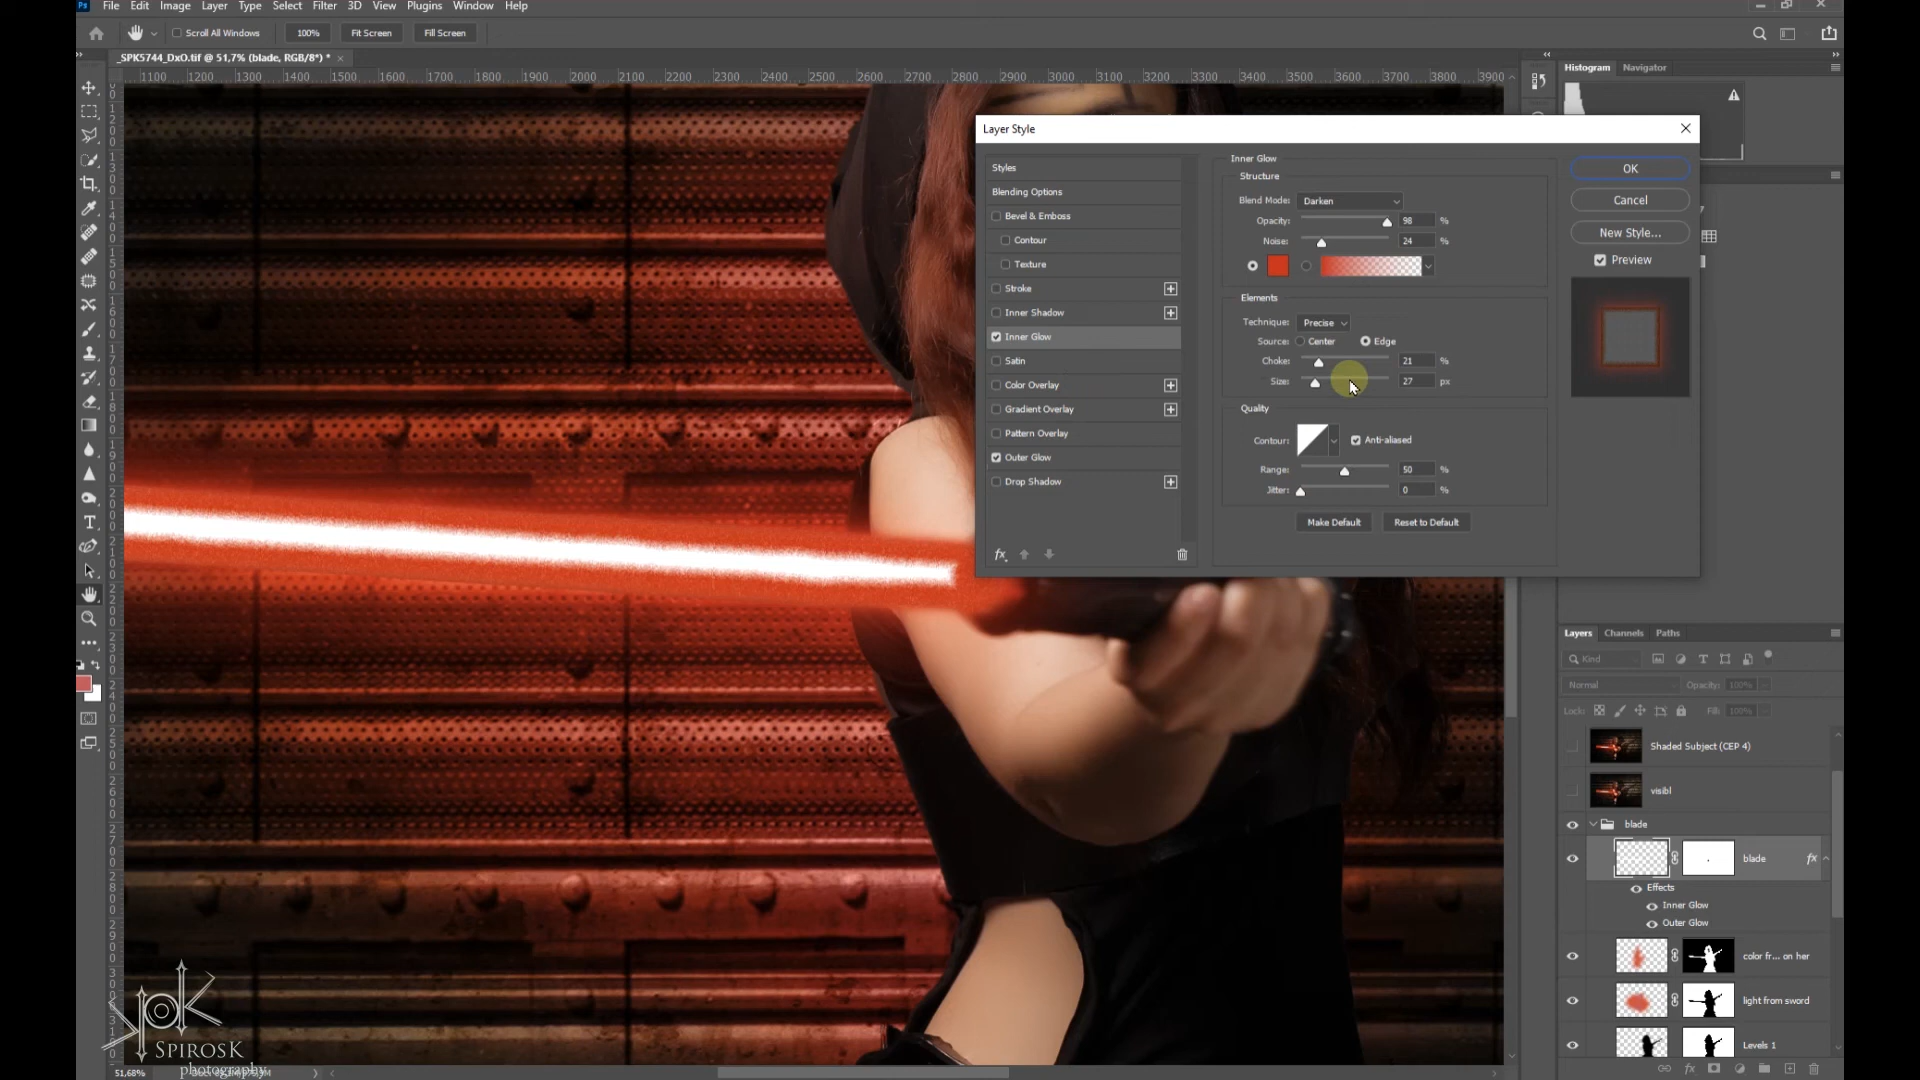 Ps File Edit Image Layer Type Select Filter 3D View Plugins Window Help
Scroll All Windows 100% Fit Screen Fill Screen
_SPK5744_DxO.tif @ 51,7% (blade, RGB/8*) * ×
1100 1200 1300 1400 1500 1600 1700 1800 1900 2000 2100 2200 2300 2400 2500 2600 2700 2800 2900 3000 3100 3200 3300 3400 3500 3600 3700 3800 3900
Histogram Navigator
Layer Style
Styles
Blending Options
Bevel & Emboss
Contour
Texture
Stroke
Inner Shadow
Inner Glow
Satin
Color Overlay
Gradient Overlay
Pattern Overlay
Outer Glow
Drop Shadow
fx
Inner Glow
Structure
Blend Mode: Darken
Opacity: 98 %
Noise: 24 %
Elements
Technique: Precise
Source: Center Edge
Choke: 21 %
Size: 27 px
Quality
Contour: Anti-aliased
Range: 50 %
Jitter: 0 %
Make Default Reset to Default
OK
Cancel
New Style...
Preview
Layers Channels Paths
Kind
Normal Opacity: 100%
Lock: Fill: 100%
Shaded Subject (CEP 4)
visibl
blade
blade fx
Effects
Inner Glow
Outer Glow
color fr... on her
light from sword
Levels 1
fx
SPK
SPIROSK
photography
51,68%